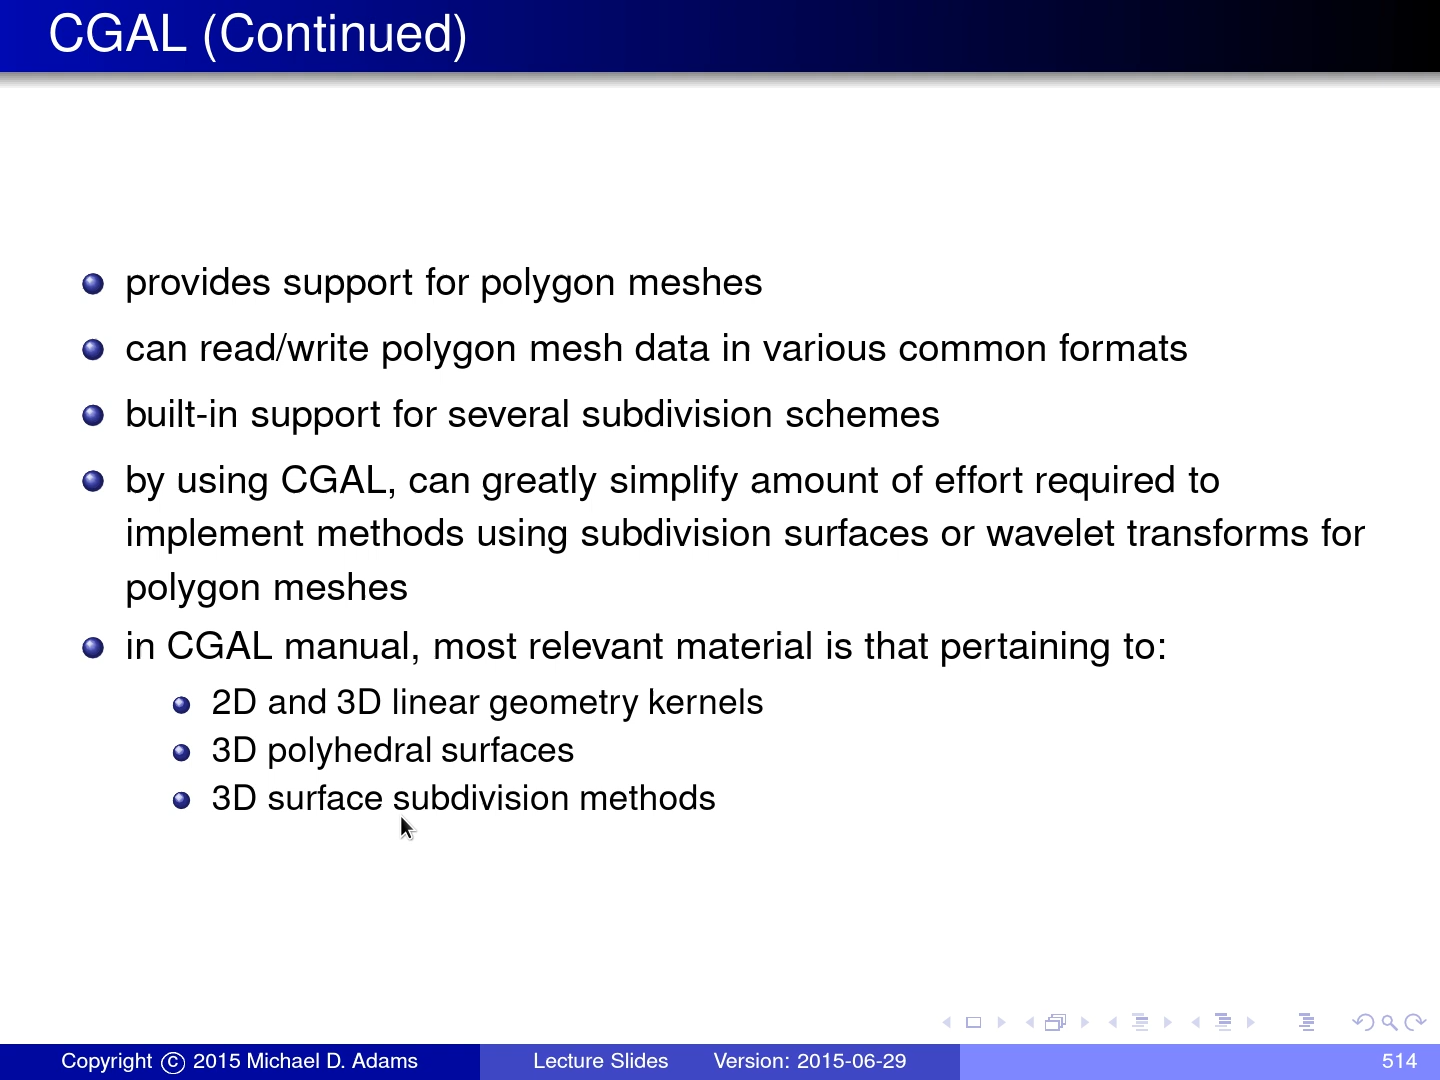 CGAL (Continued)
provides support for polygon meshes
can read/write polygon mesh data in various common formats
built-in support for several subdivision schemes
by using CGAL, can greatly simplify amount of effort required to
implement methods using subdivision surfaces or wavelet transforms for
polygon meshes
in CGAL manual, most relevant material is that pertaining to:
2D and 3D linear geometry kernels
3D polyhedral surfaces
3D surface subdivision methods
Copyright © 2015 Michael D. Adams Lecture Slides Version: 2015-06-29 514